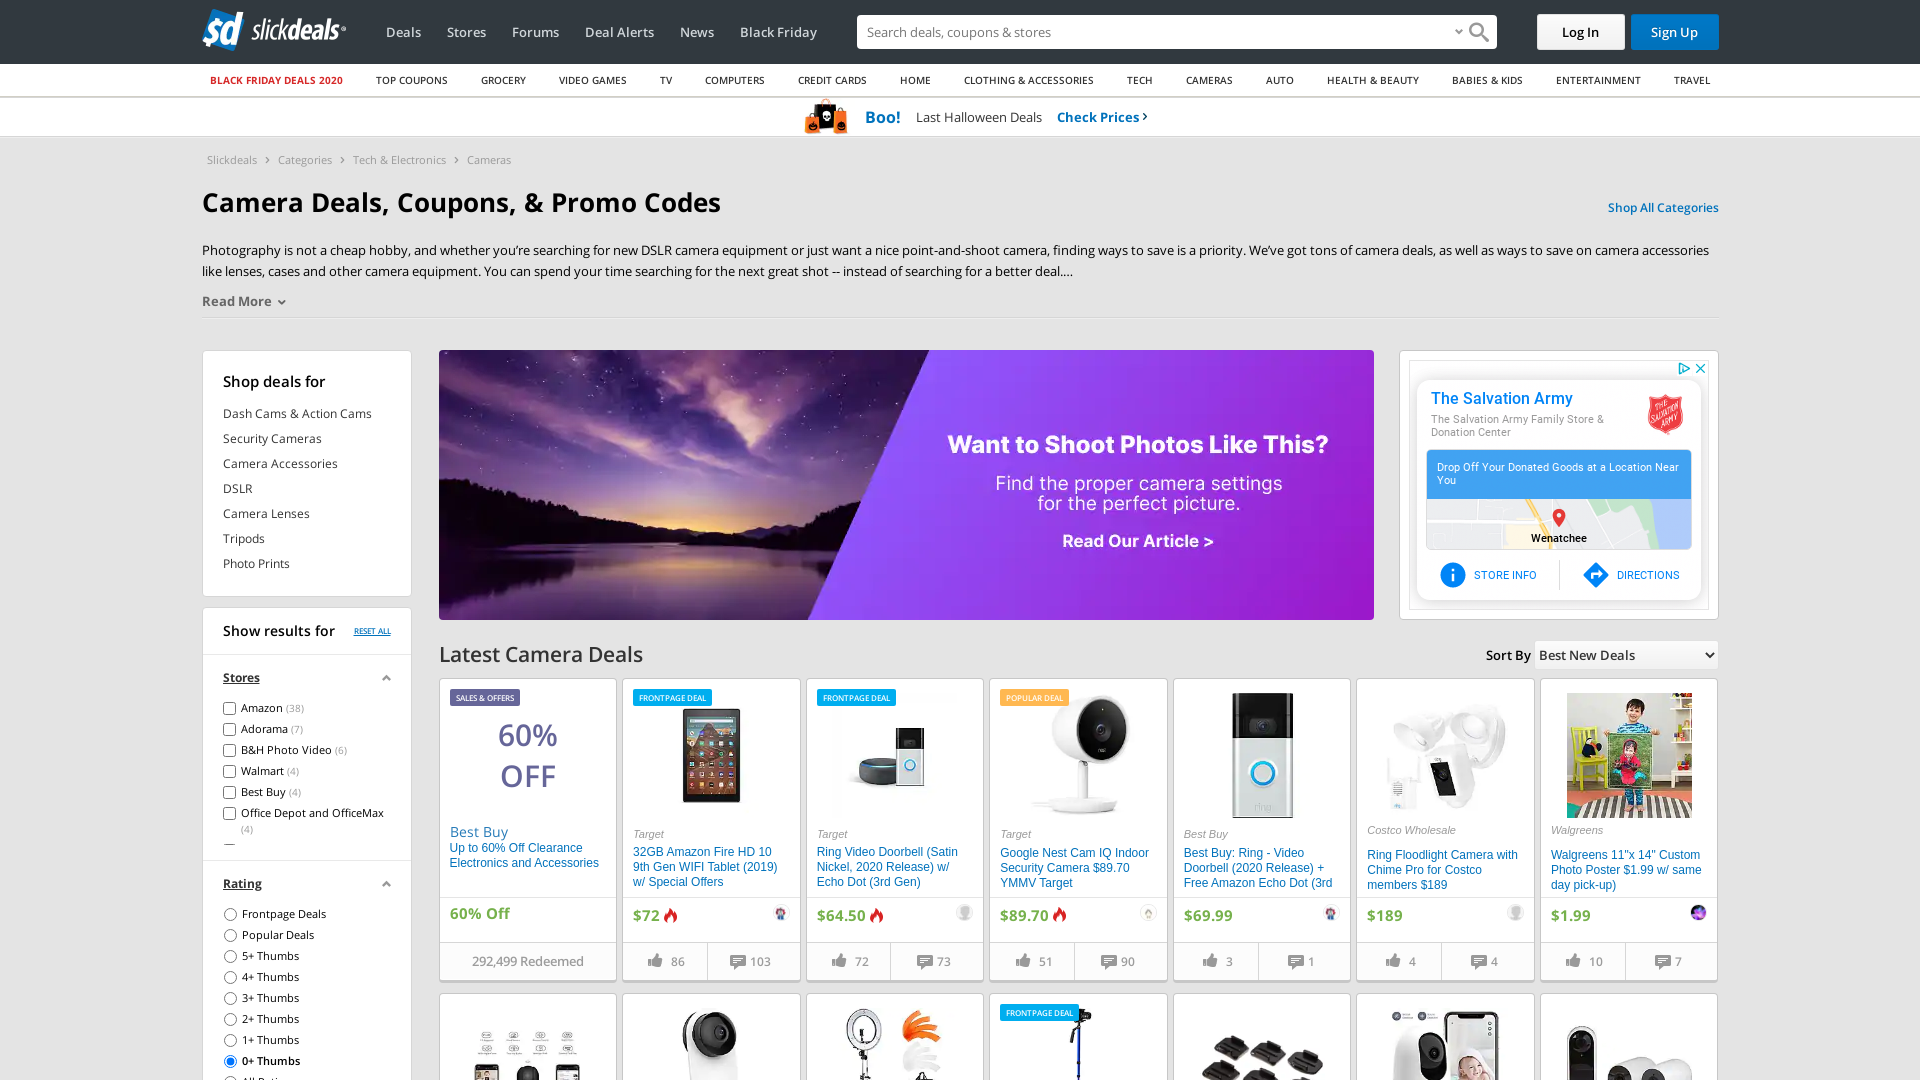 slickdeals
Deals
Stores
Forums
Deal Alerts
News
Black Friday
Search deals, coupons & stores
Log In
Sign Up
BLACK FRIDAY DEALS 2020
TOP COUPONS
GROCERY
VIDEO GAMES
TV
COMPUTERS
CREDIT CARDS
HOME
CLOTHING & ACCESSORIES
TECH
CAMERAS
AUTO
HEALTH & BEAUTY
BABIES & KIDS
ENTERTAINMENT
TRAVEL
Boo! Last Halloween Deals Check Prices
Slickdeals > Categories > Tech & Electronics > Cameras
Camera Deals, Coupons, & Promo Codes
Shop All Categories
Photography is not a cheap hobby, and whether you’re searching for new DSLR camera equipment or just want a nice point-and-shoot camera, finding ways to save is a priority. We’ve got tons of camera deals, as well as ways to save on camera accessories
like lenses, cases and other camera equipment. You can spend your time searching for the next great shot -- instead of searching for a better deal....
Read More
Shop deals for
Dash Cams & Action Cams
Security Cameras
Camera Accessories
DSLR
Camera Lenses
Tripods
Photo Prints
Show results for
RESET ALL
Stores
Amazon (38)
Adorama (7)
B&H Photo Video (6)
Walmart (4)
Best Buy (4)
Office Depot and OfficeMax
(4)
Rating
Frontpage Deals
Popular Deals
5+ Thumbs
4+ Thumbs
3+ Thumbs
2+ Thumbs
1+ Thumbs
0+ Thumbs
Want to Shoot Photos Like This?
Find the proper camera settings
for the perfect picture.
Read Our Article >
The Salvation Army
The Salvation Army Family Store &
Donation Center
THE SALVATION ARMY
Drop Off Your Donated Goods at a Location Near
You
Wenatchee
STORE INFO
DIRECTIONS
Latest Camera Deals
Sort By
Best New Deals
SALES & OFFERS
60%
OFF
Best Buy
Up to 60% Off Clearance
Electronics and Accessories
60% Off
292,499 Redeemed
FRONTPAGE DEAL
Target
32GB Amazon Fire HD 10
9th Gen WIFI Tablet (2019)
w/ Special Offers
$72
86
103
FRONTPAGE DEAL
Target
Ring Video Doorbell (Satin
Nickel, 2020 Release) w/
Echo Dot (3rd Gen)
$64.50
72
73
POPULAR DEAL
Target
Google Nest Cam IQ Indoor
Security Camera $89.70
YMMV Target
$89.70
51
90
Best Buy
Best Buy: Ring - Video
Doorbell (2020 Release) +
Free Amazon Echo Dot (3rd
$69.99
3
1
Costco Wholesale
Ring Floodlight Camera with
Chime Pro for Costco
members $189
$189
4
4
Walgreens
Walgreens 11"x 14" Custom
Photo Poster $1.99 w/ same
day pick-up)
$1.99
10
7
FRONTPAGE DEAL